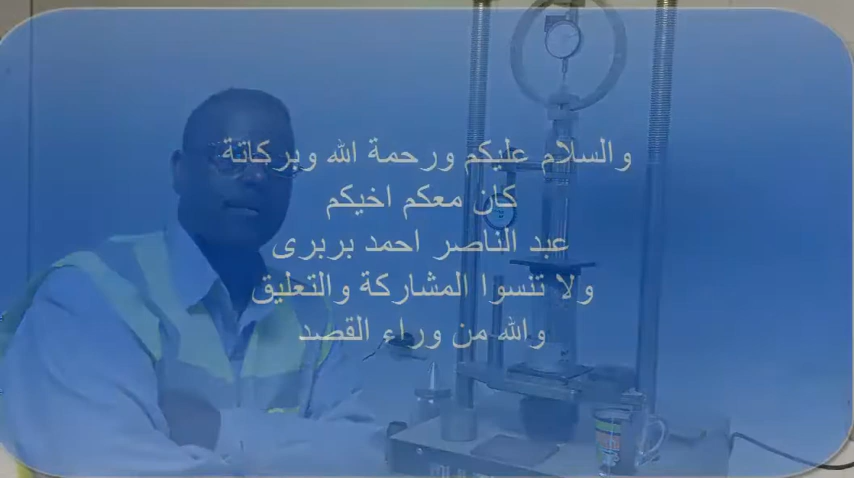 والسلام عليكم ورحمة الله وبركاتة
كان معكم اخيكم
عبد الناصر احمد بربرى
ولا تنسوا المشاركة والتعليق
والله من وراء القصد